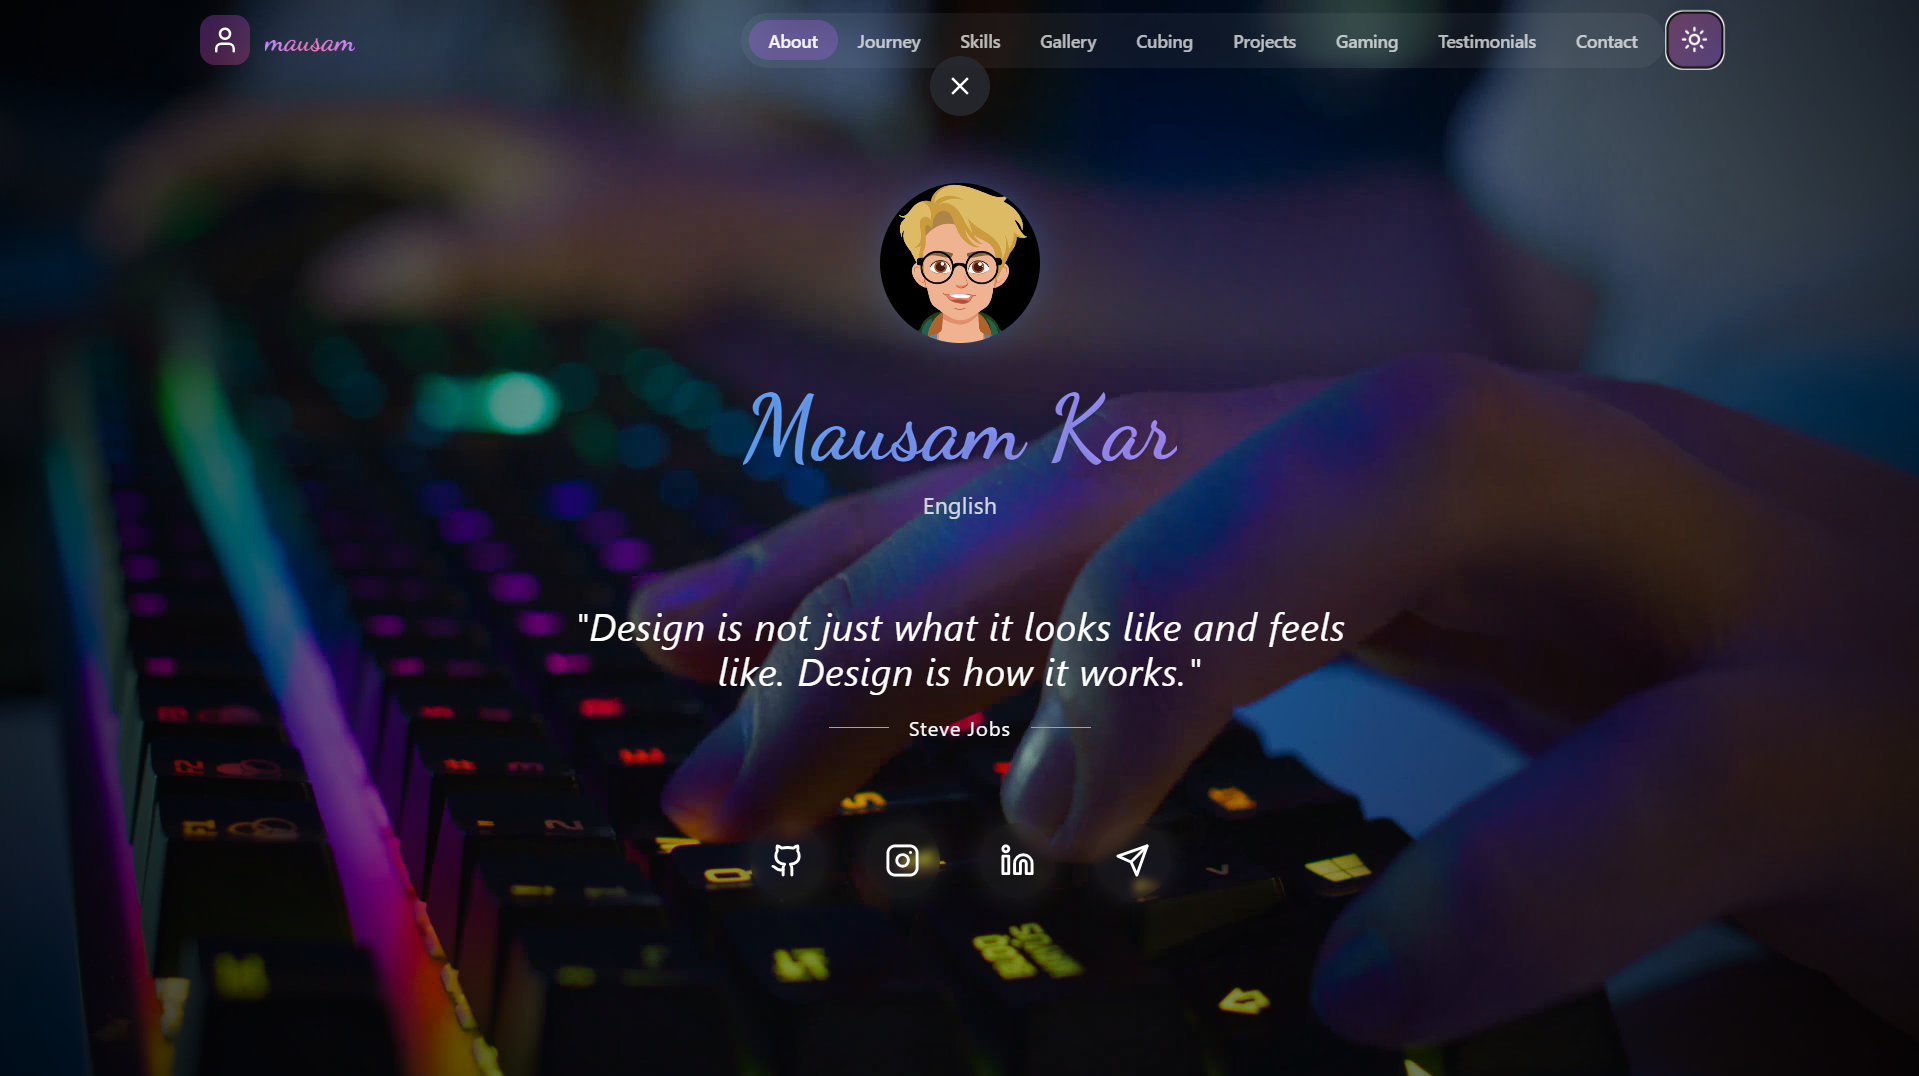 mausam
About Journey Skills Gallery Cubing Projects Gaming Testimonials Contact
Mausam Kar
English
"Design is not just what it looks like and feels
like. Design is how it works."
Steve Jobs